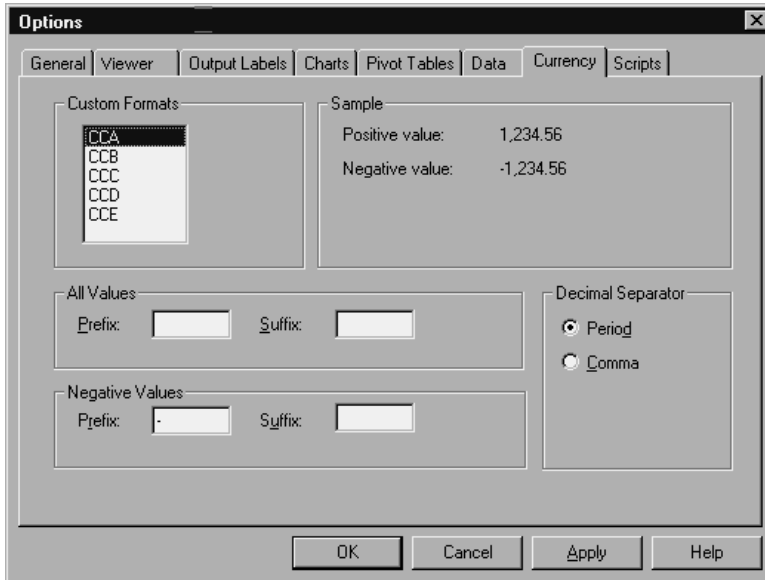 Options
General Viewer Output Labels Charts Pivot Tables Data Currency Scripts
Custom Formats
CCA
CCB
CCC
CCD
CCE
Sample
Positive value: 1,234.56
Negative value: -1,234.56
All Values
Prefix: Suffix:
Decimal Separator
Period
Comma
Negative Values
Prefix: - Suffix:
OK Cancel Apply Help